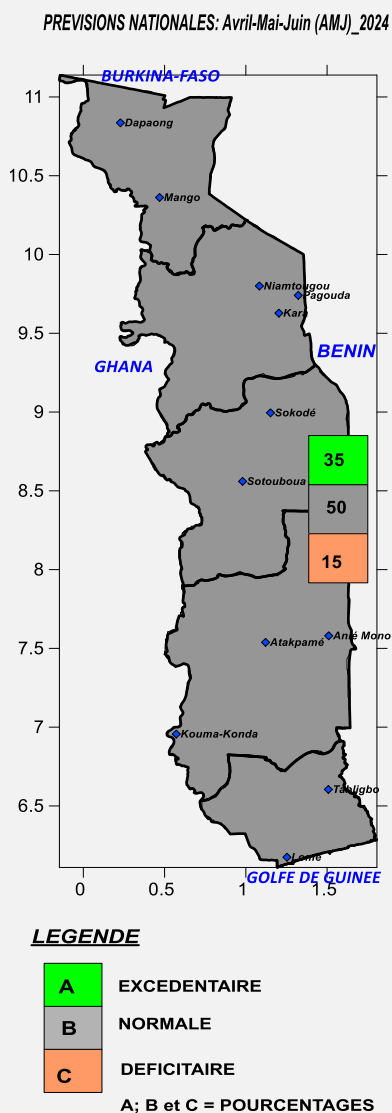 PREVISIONS NATIONALES: Avril-Mai-Juin (AMJ)_2024
BURKINA-FASO
11
Dapaong
10.5
Mango
10
Niamtougou
Pagouda
Kara
9.5
BENIN
GHANA
9
Sokodé
35
Sotouboua
8.5
50
15
8
Anié Mono
Atakpamé
7.5
7
Kouma-Konda
Tabligbo
6.5
Lomé
GOLFE DE GUINEE
0 0.5 1 1.5
LEGENDE
A EXCEDENTAIRE
B NORMALE
C DEFICITAIRE
A; B et C = POURCENTAGES